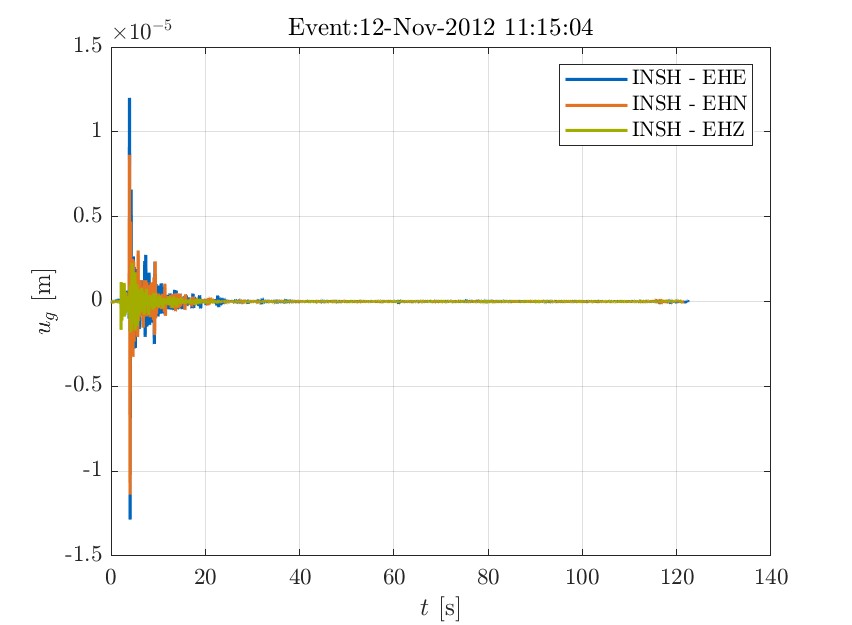 Event:12-Nov-2012 11:15:04
×10⁻⁵
1.5
1
0.5
0
-0.5
-1
-1.5
u_g [m]
INSH - EHE
INSH - EHN
INSH - EHZ
0 20 40 60 80 100 120 140
t [s]